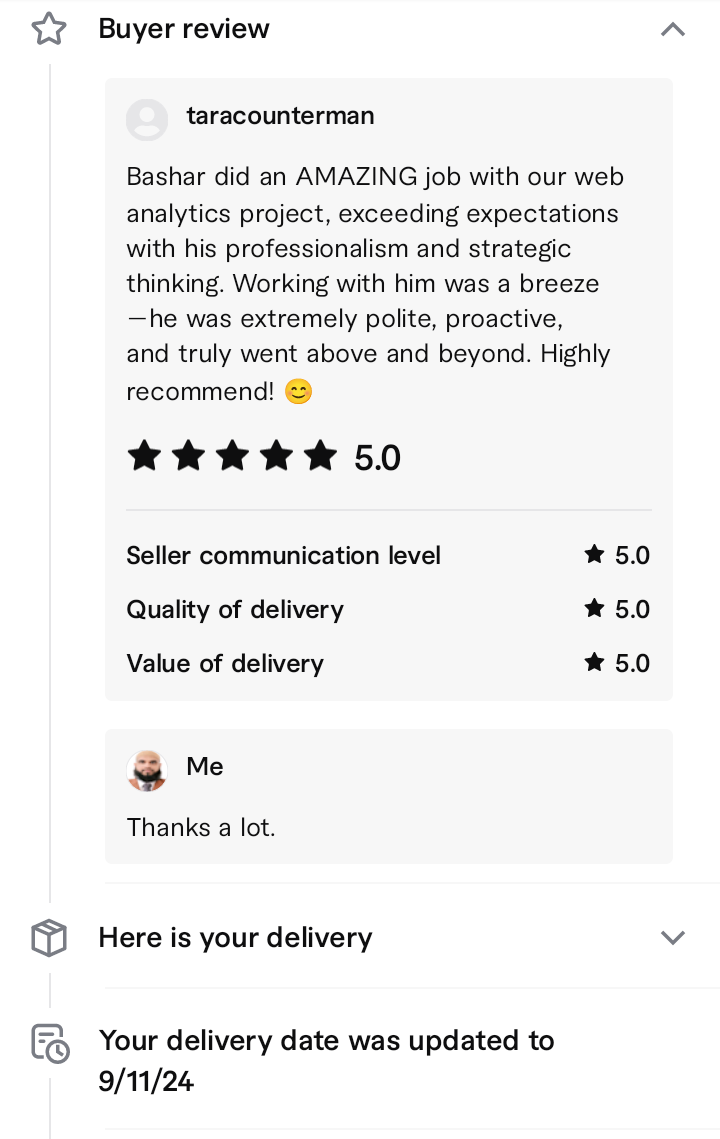 Buyer review
taracounterman
Bashar did an AMAZING job with our web
analytics project, exceeding expectations
with his professionalism and strategic
thinking. Working with him was a breeze
—he was extremely polite, proactive,
and truly went above and beyond. Highly
recommend! 😊
5.0
Seller communication level 5.0
Quality of delivery 5.0
Value of delivery 5.0
Me
Thanks a lot.
Here is your delivery
Your delivery date was updated to
9/11/24